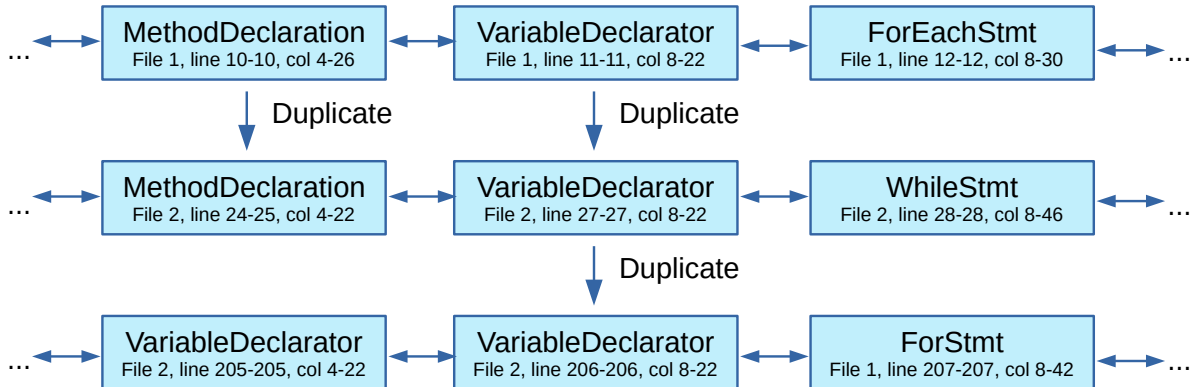 ... MethodDeclaration VariableDeclarator ForEachStmt ...
File 1, line 10-10, col 4-26 File 1, line 11-11, col 8-22 File 1, line 12-12, col 8-30
Duplicate Duplicate
... MethodDeclaration VariableDeclarator WhileStmt ...
File 2, line 24-25, col 4-22 File 2, line 27-27, col 8-22 File 2, line 28-28, col 8-46
Duplicate
... VariableDeclarator VariableDeclarator ForStmt ...
File 2, line 205-205, col 4-22 File 2, line 206-206, col 8-22 File 1, line 207-207, col 8-42